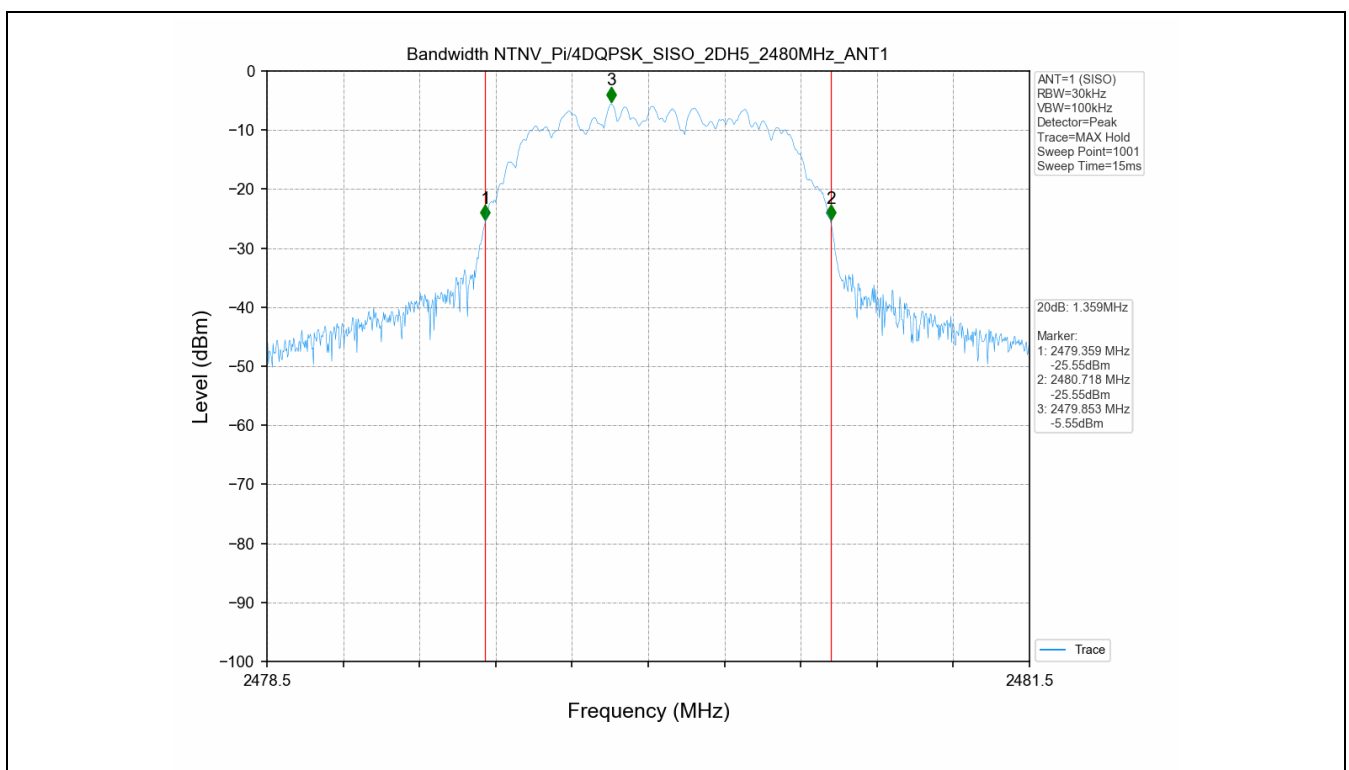 Bandwidth NTNV_Pi/4DQPSK_SISO_2DH5_2480MHz_ANT1
0
−10
−20
−30
−40
−50
−60
−70
−80
−90
−100
Level (dBm)
1
2
3
2478.5
2481.5
Frequency (MHz)
ANT=1 (SISO)
RBW=30kHz
VBW=100kHz
Detector=Peak
Trace=MAX Hold
Sweep Point=1001
Sweep Time=15ms
20dB: 1.359MHz
Marker:
1: 2479.359 MHz
-25.55dBm
2: 2480.718 MHz
-25.55dBm
3: 2479.853 MHz
-5.55dBm
Trace